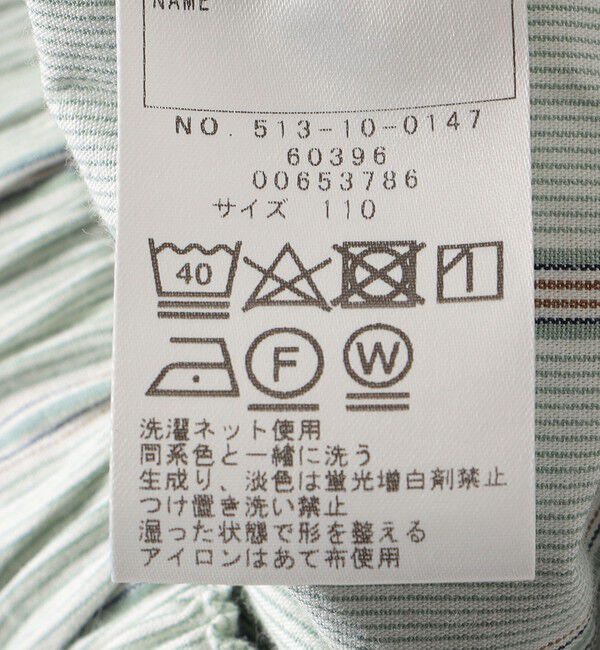 NAME
NO. 513-10-0147
60396
00653786
サイズ 110
40
F W
洗濯ネット使用
同系色と一緒に洗う
生成り、淡色は蛍光増白剤禁止
つけ置き洗い禁止
湿った状態で形を整える
アイロンはあて布使用